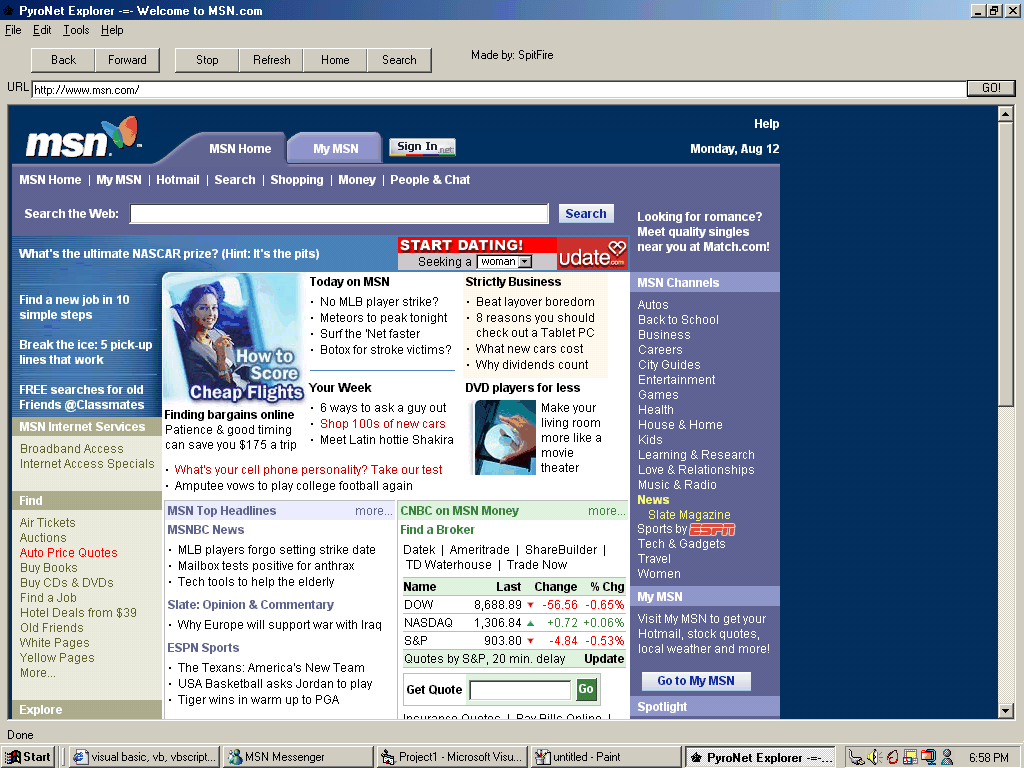 PyroNet Explorer -=- Welcome to MSN.com
File Edit Tools Help
Back Forward Stop Refresh Home Search Made by: SpitFire
URL http://www.msn.com/ GO!
msn
MSN Home My MSN Sign In .net
Help
Monday, Aug 12
MSN Home | My MSN | Hotmail | Search | Shopping | Money | People & Chat
Search the Web: Search
Looking for romance?
Meet quality singles
near you at Match.com!
What's the ultimate NASCAR prize? (Hint: It's the pits)
START DATING!
Seeking a woman
udate.com
Find a new job in 10
simple steps
Break the ice: 5 pick-up
lines that work
FREE searches for old
Friends @Classmates
MSN Internet Services
Broadband Access
Internet Access Specials
Find
Air Tickets
Auctions
Auto Price Quotes
Buy Books
Buy CDs & DVDs
Find a Job
Hotel Deals from $39
Old Friends
White Pages
Yellow Pages
More...
Explore
How to
Score
Cheap Flights
Finding bargains online
Patience & good timing
can save you $175 a trip
Today on MSN
· No MLB player strike?
· Meteors to peak tonight
· Surf the 'Net faster
· Botox for stroke victims?
Your Week
· 6 ways to ask a guy out
· Shop 100s of new cars
· Meet Latin hottie Shakira
· What's your cell phone personality? Take our test
· Amputee vows to play college football again
Strictly Business
· Beat layover boredom
· 8 reasons you should
check out a Tablet PC
· What new cars cost
· Why dividends count
DVD players for less
Make your
living room
more like a
movie
theater
MSN Top Headlines more...
MSNBC News
· MLB players forgo setting strike date
· Mailbox tests positive for anthrax
· Tech tools to help the elderly
Slate: Opinion & Commentary
· Why Europe will support war with Iraq
ESPN Sports
· The Texans: America's New Team
· USA Basketball asks Jordan to play
· Tiger wins in warm up to PGA
CNBC on MSN Money more...
Find a Broker
Datek | Ameritrade | ShareBuilder |
TD Waterhouse | Trade Now
Name Last Change % Chg
DOW 8,688.89 ▼ -56.56 -0.65%
NASDAQ 1,306.84 ▲ +0.72 +0.06%
S&P 903.80 ▼ -4.84 -0.53%
Quotes by S&P, 20 min. delay Update
Get Quote Go
Insurance Quotes | Pay Bills Online |
MSN Channels
Autos
Back to School
Business
Careers
City Guides
Entertainment
Games
Health
House & Home
Kids
Learning & Research
Love & Relationships
Music & Radio
News
Slate Magazine
Sports by ESPN
Tech & Gadgets
Travel
Women
My MSN
Visit My MSN to get your
Hotmail, stock quotes,
local weather and more!
Go to My MSN
Spotlight
Done
Start visual basic, vb, vbscript... MSN Messenger Project1 - Microsoft Visu... untitled - Paint PyroNet Explorer -=-... 6:58 PM